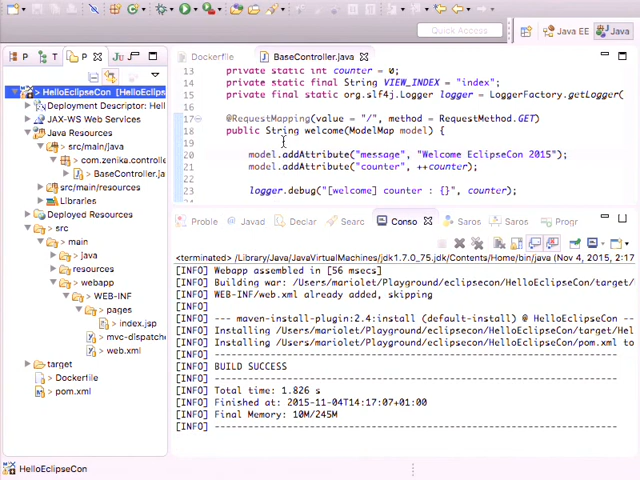 Quick Access
Java EE
Java
P
T
P
Ju
HelloEclipseCon [HelloEclips
Deployment Descriptor: Hel
JAX-WS Web Services
Java Resources
src/main/java
com.zenika.controlle
BaseController.ja
src/main/resources
Libraries
Deployed Resources
src
main
java
resources
webapp
WEB-INF
pages
index.jsp
mvc-dispatche
web.xml
target
Dockerfile
pom.xml
Dockerfile
BaseController.java
13 private static int counter = 0;
14 private static final String VIEW_INDEX = "index";
15 private static final org.slf4j.Logger logger = LoggerFactory.getLogger(
16
17 @RequestMapping(value = "/", method = RequestMethod.GET)
18 public String welcome(ModelMap model) {
20 model.addAttribute("message", "Welcome EclipseCon 2015");
21 model.addAttribute("counter", ++counter);
22
23 logger.debug("[welcome] counter : {}", counter);
Proble
Javad
Declar
Searc
Conso
Saros
Saros
Progr
<terminated> /Library/Java/JavaVirtualMachines/jdk1.7.0_75.jdk/Contents/Home/bin/java (Nov 4, 2015, 2:17
[INFO] Webapp assembled in [56 msecs]
[INFO] Building war: /Users/mariolet/Playground/eclipsecon/HelloEclipseCon/target/
[INFO] WEB-INF/web.xml already added, skipping
[INFO]
[INFO] --- maven-install-plugin:2.4:install (default-install) @ HelloEclipseCon --
[INFO] Installing /Users/mariolet/Playground/eclipsecon/HelloEclipseCon/target/Hel
[INFO] Installing /Users/mariolet/Playground/eclipsecon/HelloEclipseCon/pom.xml to
[INFO] ------------------------------------------------------------------------
[INFO] BUILD SUCCESS
[INFO] ------------------------------------------------------------------------
[INFO] Total time: 1.826 s
[INFO] Finished at: 2015-11-04T14:17:07+01:00
[INFO] Final Memory: 10M/245M
[INFO] ------------------------------------------------------------------------
HelloEclipseCon